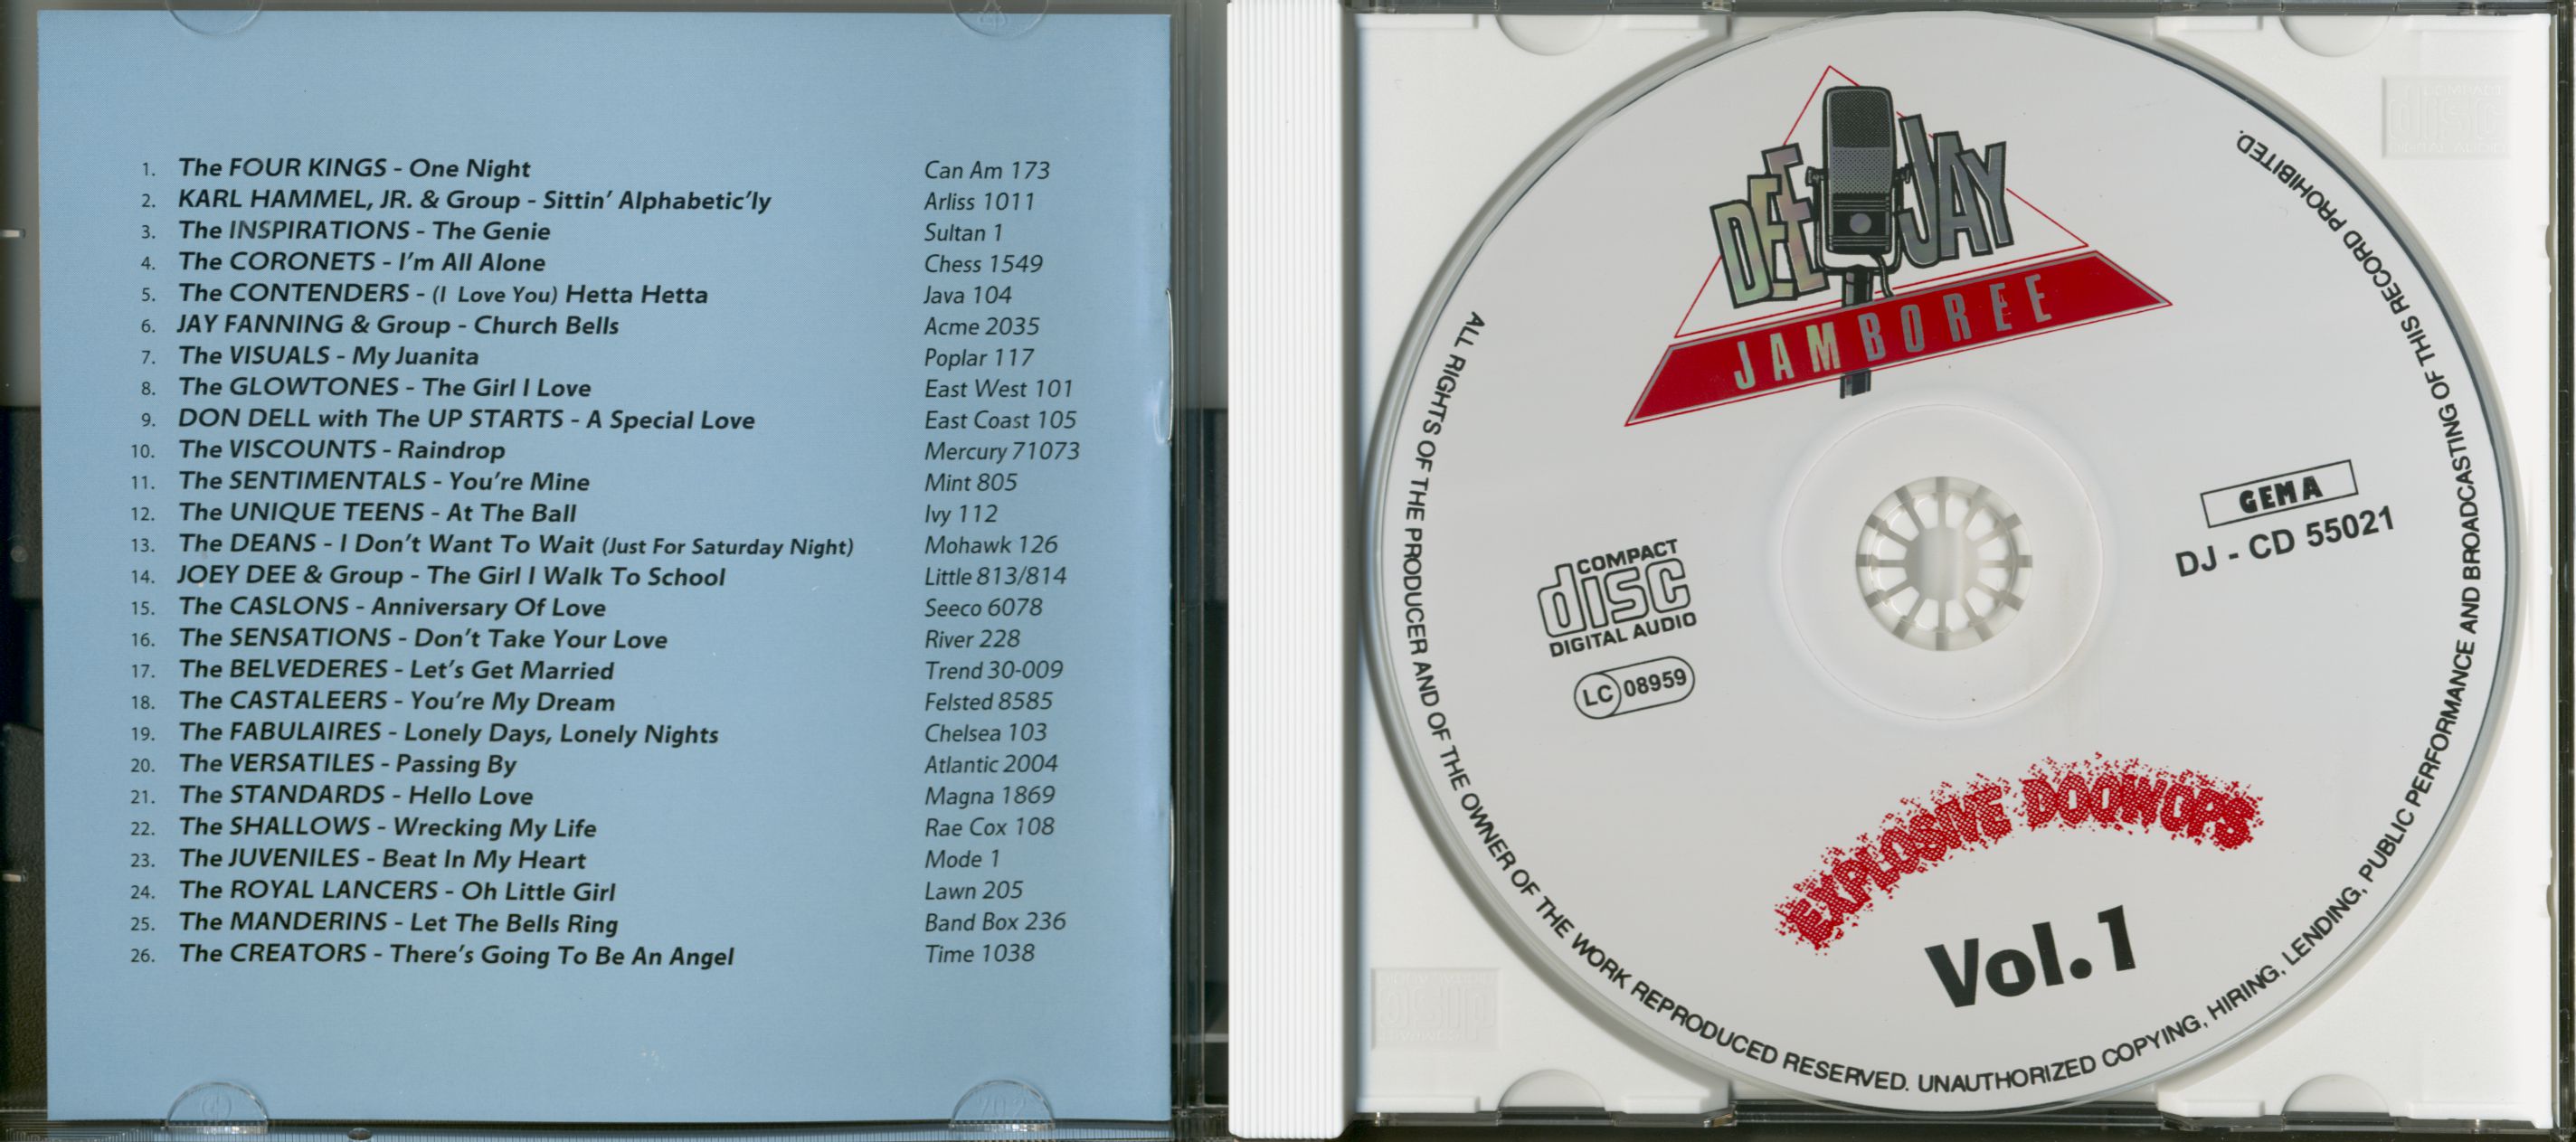 1. The FOUR KINGS - One Night Can Am 173
2. KARL HAMMEL, JR. & Group - Sittin' Alphabetic'ly Arliss 1011
3. The INSPIRATIONS - The Genie Sultan 1
4. The CORONETS - I'm All Alone Chess 1549
5. The CONTENDERS - (I Love You) Hetta Hetta Java 104
6. JAY FANNING & Group - Church Bells Acme 2035
7. The VISUALS - My Juanita Poplar 117
8. The GLOWTONES - The Girl I Love East West 101
9. DON DELL with The UP STARTS - A Special Love East Coast 105
10. The VISCOUNTS - Raindrop Mercury 71073
11. The SENTIMENTALS - You're Mine Mint 805
12. The UNIQUE TEENS - At The Ball Ivy 112
13. The DEANS - I Don't Want To Wait (Just For Saturday Night) Mohawk 126
14. JOEY DEE & Group - The Girl I Walk To School Little 813/814
15. The CASLONS - Anniversary Of Love Seeco 6078
16. The SENSATIONS - Don't Take Your Love River 228
17. The BELVEDERES - Let's Get Married Trend 30-009
18. The CASTALEERS - You're My Dream Felsted 8585
19. The FABULAIRES - Lonely Days, Lonely Nights Chelsea 103
20. The VERSATILES - Passing By Atlantic 2004
21. The STANDARDS - Hello Love Magna 1869
22. The SHALLOWS - Wrecking My Life Rae Cox 108
23. The JUVENILES - Beat In My Heart Mode 1
24. The ROYAL LANCERS - Oh Little Girl Lawn 205
25. The MANDERINS - Let The Bells Ring Band Box 236
26. The CREATORS - There's Going To Be An Angel Time 1038
DEE JAY
JAMBOREE
GEMA
DJ - CD 55021
COMPACT
disc
DIGITAL AUDIO
LC 08959
EXPLOSIVE DOOWOPS
Vol. 1
ALL RIGHTS OF THE PRODUCER AND OF THE OWNER OF THE WORK REPRODUCED RESERVED. UNAUTHORIZED COPYING, HIRING, LENDING, PUBLIC PERFORMANCE AND BROADCASTING OF THIS RECORD PROHIBITED.
COMPACT
disc
DIGITAL AUDIO